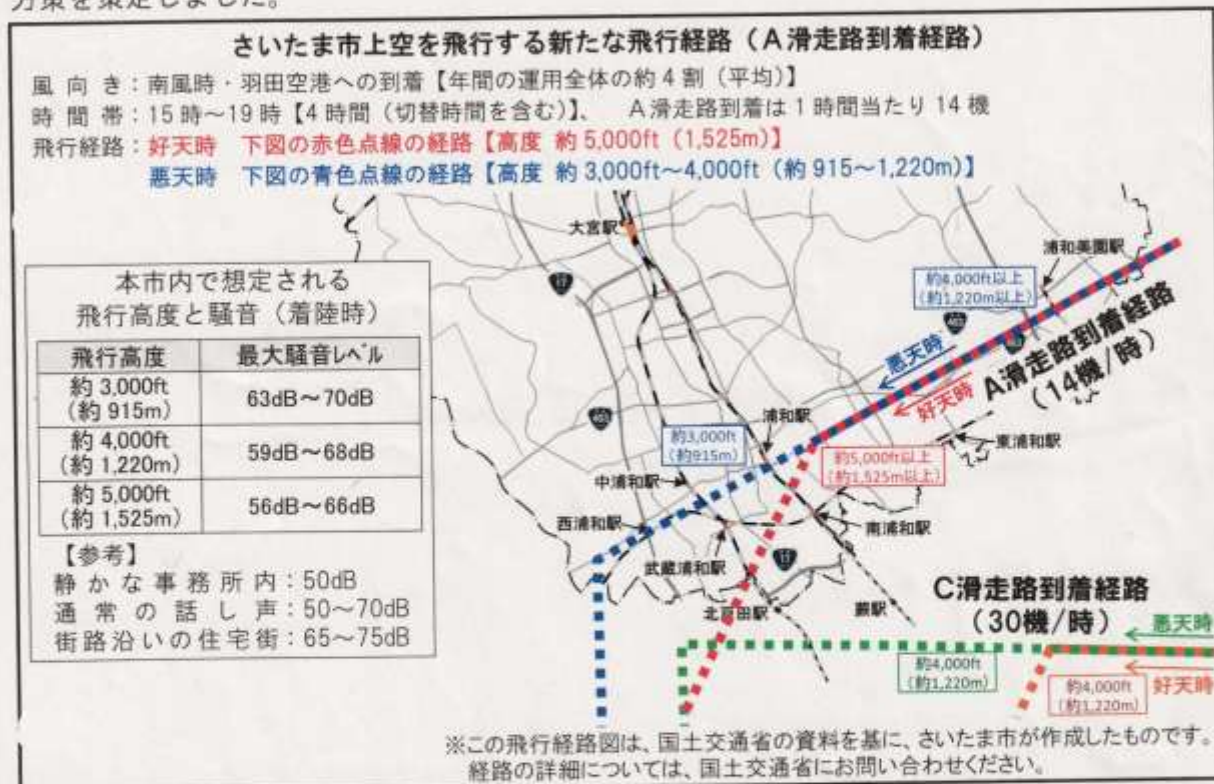 方策を策定しました。
さいたま市上空を飛行する新たな飛行経路（A滑走路到着経路）
風 向 き：南風時・羽田空港への到着【年間の運用全体の約４割（平均）】
時 間 帯：15時～19時【４時間（切替時間を含む）】、 A滑走路到着は１時間当たり14機
飛行経路：好天時 下図の赤色点線の経路【高度 約5,000ft（1,525m）】
悪天時 下図の青色点線の経路【高度 約3,000ft～4,000ft（約915～1,220m）】
本市内で想定される
飛行高度と騒音（着陸時）
飛行高度 最大騒音ﾚﾍﾞﾙ
約3,000ft
（約915m）
63dB～70dB
約4,000ft
（約1,220m）
59dB～68dB
約5,000ft
（約1,525m）
56dB～66dB
【参考】
静かな事務所内：50dB
通常の話し声：50～70dB
街路沿いの住宅街：65～75dB
大宮駅
浦和美園駅
17
約4,000ft以上
（約1,220m以上）
463
悪天時
好天時
A滑走路到着経路
（14機/時）
浦和駅
東浦和駅
463
約3,000ft
（約915m）
約5,000ft以上
（約1,525m以上）
中浦和駅
西浦和駅
南浦和駅
武蔵浦和駅
17
北戸田駅
蕨駅
C滑走路到着経路
（30機/時）
悪天時
約4,000ft
（約1,220m）
約4,000ft
（約1,220m）
好天時
※この飛行経路図は、国土交通省の資料を基に、さいたま市が作成したものです。
経路の詳細については、国土交通省にお問い合わせください。